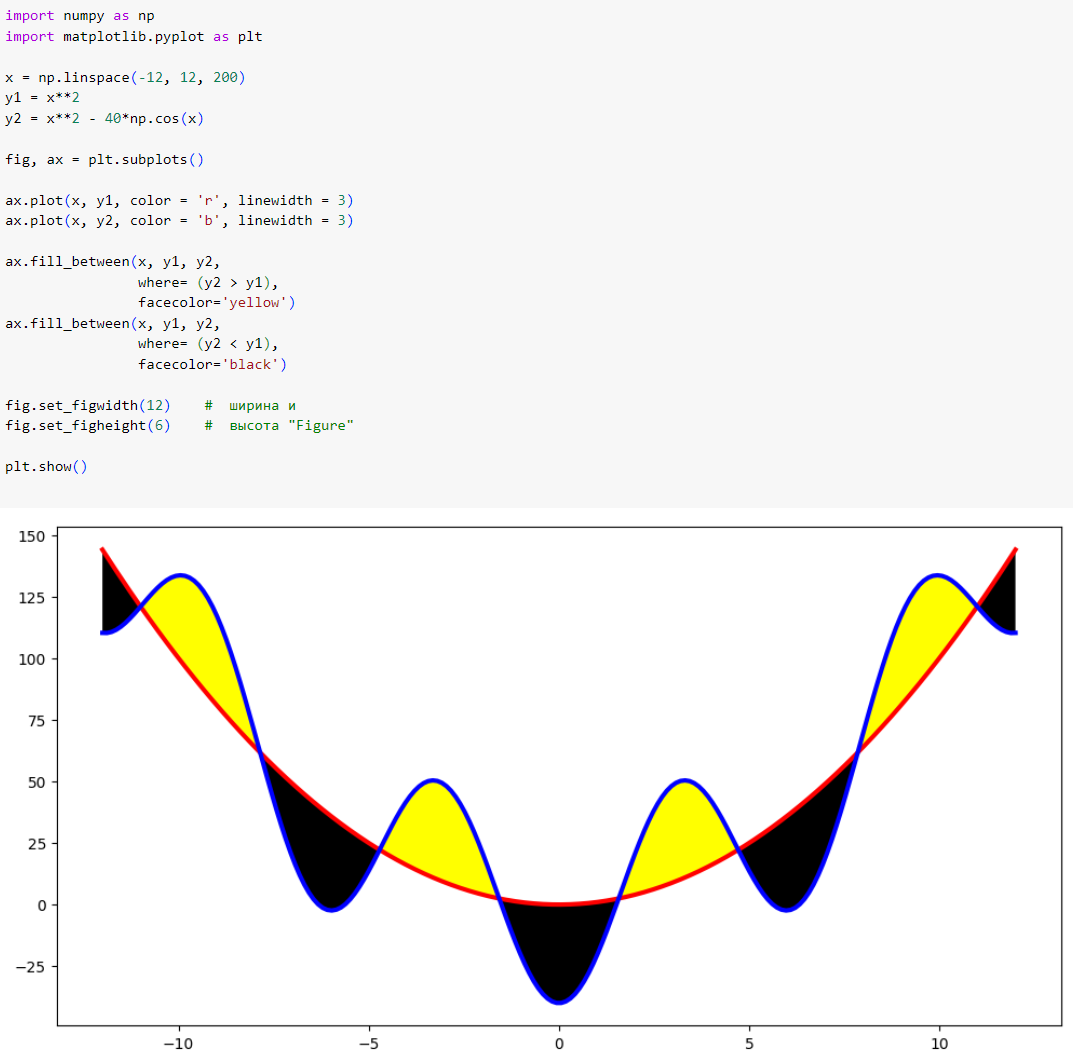 import numpy as np
import matplotlib.pyplot as plt
x = np.linspace(-12, 12, 200)
y1 = x**2
y2 = x**2 - 40*np.cos(x)
fig, ax = plt.subplots()
ax.plot(x, y1, color = 'r', linewidth = 3)
ax.plot(x, y2, color = 'b', linewidth = 3)
ax.fill_between(x, y1, y2,
where= (y2 > y1),
facecolor='yellow')
ax.fill_between(x, y1, y2,
where= (y2 < y1),
facecolor='black')
fig.set_figwidth(12)    #  ширина и
fig.set_figheight(6)    #  высота "Figure"
plt.show()
150
125
100
75
50
25
0
−25
−10 −5 0 5 10